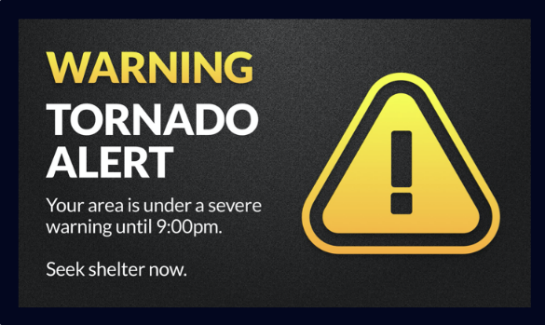 WARNING
TORNADO
ALERT
Your area is under a severe
warning until 9:00pm.
Seek shelter now.